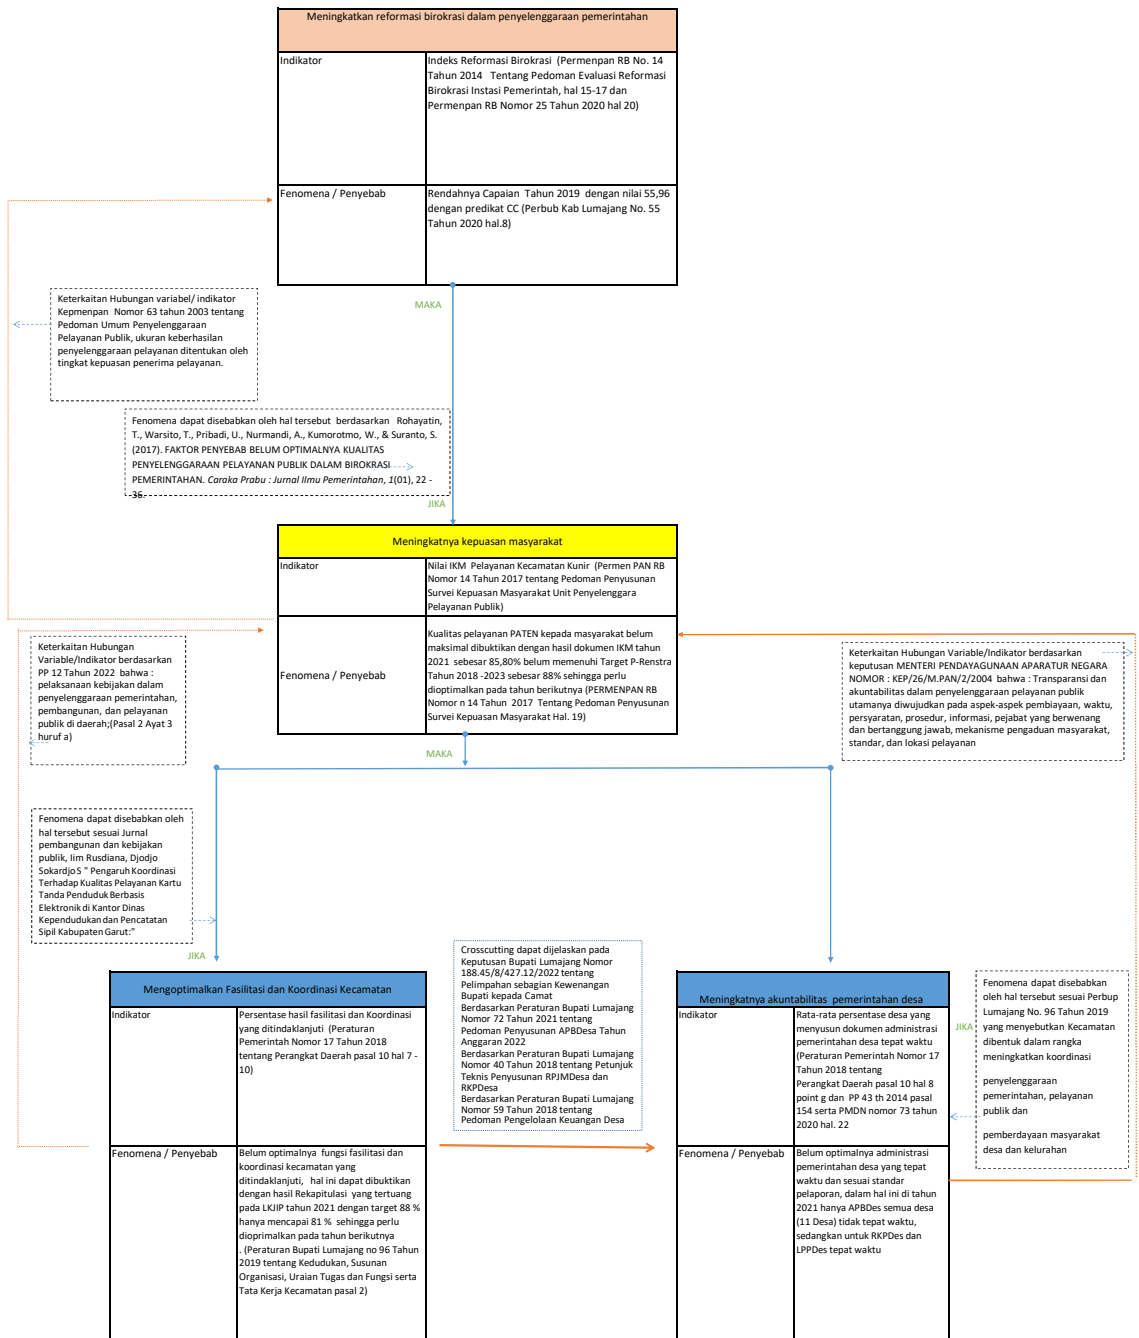 Meningkatkan reformasi birokrasi dalam penyelenggaraan pemerintahan
Indikator
Indeks Reformasi Birokrasi (Permenpan RB No. 14
Tahun 2014 Tentang Pedoman Evaluasi Reformasi
Birokrasi Instasi Pemerintah, hal 15-17 dan
Permenpan RB Nomor 25 Tahun 2020 hal 20)
Fenomena / Penyebab
Rendahnya Capaian Tahun 2019 dengan nilai 55,96
dengan predikat CC (Perbub Kab Lumajang No. 55
Tahun 2020 hal.8)
MAKA
Keterkaitan Hubungan variabel/ indikator
Kepmenpan Nomor 63 tahun 2003 tentang
Pedoman Umum Penyelenggaraan
Pelayanan Publik, ukuran keberhasilan
penyelenggaraan pelayanan ditentukan oleh
tingkat kepuasan penerima pelayanan.
Fenomena dapat disebabkan oleh hal tersebut berdasarkan Rohayatin,
T., Warsito, T., Pribadi, U., Nurmandi, A., Kumorotmo, W., & Suranto, S.
(2017). FAKTOR PENYEBAB BELUM OPTIMALNYA KUALITAS
PENYELENGGARAAN PELAYANAN PUBLIK DALAM BIROKRASI
PEMERINTAHAN. Caraka Prabu : Jurnal Ilmu Pemerintahan, 1(01), 22 -
36.
JIKA
Meningkatnya kepuasan masyarakat
Indikator
Nilai IKM Pelayanan Kecamatan Kunir (Permen PAN RB
Nomor 14 Tahun 2017 tentang Pedoman Penyusunan
Survei Kepuasan Masyarakat Unit Penyelenggara
Pelayanan Publik)
Fenomena / Penyebab
Kualitas pelayanan PATEN kepada masyarakat belum
maksimal dibuktikan dengan hasil dokumen IKM tahun
2021 sebesar 85,80% belum memenuhi Target P-Renstra
Tahun 2018 -2023 sebesar 88% sehingga perlu
dioptimalkan pada tahun berikutnya (PERMENPAN RB
Nomor n 14 Tahun 2017 Tentang Pedoman Penyusunan
Survei Kepuasan Masyarakat Hal. 19)
Keterkaitan Hubungan
Variable/Indikator berdasarkan
PP 12 Tahun 2022 bahwa :
pelaksanaan kebijakan dalam
penyelenggaraan pemerintahan,
pembangunan, dan pelayanan
publik di daerah;(Pasal 2 Ayat 3
huruf a)
Keterkaitan Hubungan Variable/Indikator berdasarkan
keputusan MENTERI PENDAYAGUNAAN APARATUR NEGARA
NOMOR : KEP/26/M.PAN/2/2004 bahwa : Transparansi dan
akuntabilitas dalam penyelenggaraan pelayanan publik
utamanya diwujudkan pada aspek-aspek pembiayaan, waktu,
persyaratan, prosedur, informasi, pejabat yang berwenang
dan bertanggung jawab, mekanisme pengaduan masyarakat,
standar, dan lokasi pelayanan
MAKA
Fenomena dapat disebabkan oleh
hal tersebut sesuai Jurnal
pembangunan dan kebijakan
publik, Iim Rusdiana, Djodjo
Sokardjo S " Pengaruh Koordinasi
Terhadap Kualitas Pelayanan Kartu
Tanda Penduduk Berbasis
Elektronik di Kantor Dinas
Kependudukan dan Pencatatan
Sipil Kabupaten Garut:"
JIKA
Mengoptimalkan Fasilitasi dan Koordinasi Kecamatan
Indikator
Persentase hasil fasilitasi dan Koordinasi
yang ditindaklanjuti (Peraturan
Pemerintah Nomor 17 Tahun 2018
tentang Perangkat Daerah pasal 10 hal 7 -
10)
Fenomena / Penyebab
Belum optimalnya fungsi fasilitasi dan
koordinasi kecamatan yang
ditindaklanjuti, hal ini dapat dibuktikan
dengan hasil Rekapitulasi yang tertuang
pada LKJIP tahun 2021 dengan target 88 %
hanya mencapai 81 % sehingga perlu
dioprimalkan pada tahun berikutnya
. (Peraturan Bupati Lumajang no 96 Tahun
2019 tentang Kedudukan, Susunan
Organisasi, Uraian Tugas dan Fungsi serta
Tata Kerja Kecamatan pasal 2)
Crosscutting dapat dijelaskan pada
Keputusan Bupati Lumajang Nomor
188.45/8/427.12/2022 tentang
Pelimpahan sebagian Kewenangan
Bupati kepada Camat
Berdasarkan Peraturan Bupati Lumajang
Nomor 72 Tahun 2021 tentang
Pedoman Penyusunan APBDesa Tahun
Anggaran 2022
Berdasarkan Peraturan Bupati Lumajang
Nomor 40 Tahun 2018 tentang Petunjuk
Teknis Penyusunan RPJMDesa dan
RKPDesa
Berdasarkan Peraturan Bupati Lumajang
Nomor 59 Tahun 2018 tentang
Pedoman Pengelolaan Keuangan Desa
Meningkatnya akuntabilitas pemerintahan desa
Indikator
Rata-rata persentase desa yang
menyusun dokumen administrasi
pemerintahan desa tepat waktu
(Peraturan Pemerintah Nomor 17
Tahun 2018 tentang
Perangkat Daerah pasal 10 hal 8
point g dan PP 43 th 2014 pasal
154 serta PMDN nomor 73 tahun
2020 hal. 22
Fenomena / Penyebab
Belum optimalnya administrasi
pemerintahan desa yang tepat
waktu dan sesuai standar
pelaporan, dalam hal ini di tahun
2021 hanya APBDes semua desa
(11 Desa) tidak tepat waktu,
sedangkan untuk RKPDes dan
LPPDes tepat waktu
JIKA
Fenomena dapat disebabkan
oleh hal tersebut sesuai Perbup
Lumajang No. 96 Tahun 2019
yang menyebutkan Kecamatan
dibentuk dalam rangka
meningkatkan koordinasi
penyelenggaraan
pemerintahan, pelayanan
publik dan
pemberdayaan masyarakat
desa dan kelurahan